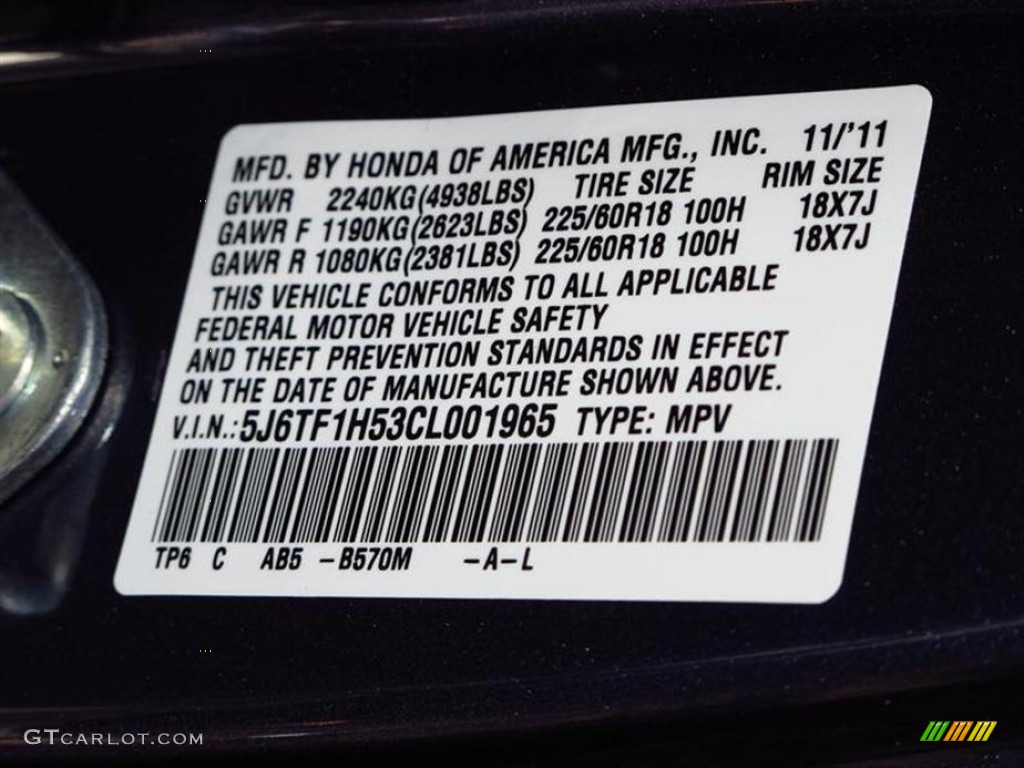 MFD. BY HONDA OF AMERICA MFG., INC. 11/'11
GVWR 2240KG(4938LBS) TIRE SIZE RIM SIZE
GAWR F 1190KG(2623LBS) 225/60R18 100H 18X7J
GAWR R 1080KG(2381LBS) 225/60R18 100H 18X7J
THIS VEHICLE CONFORMS TO ALL APPLICABLE
FEDERAL MOTOR VEHICLE SAFETY
AND THEFT PREVENTION STANDARDS IN EFFECT
ON THE DATE OF MANUFACTURE SHOWN ABOVE.
V.I.N.:5J6TF1H53CL001965 TYPE: MPV
TP6 C AB5 -B570M -A-L
GTCARLOT.COM